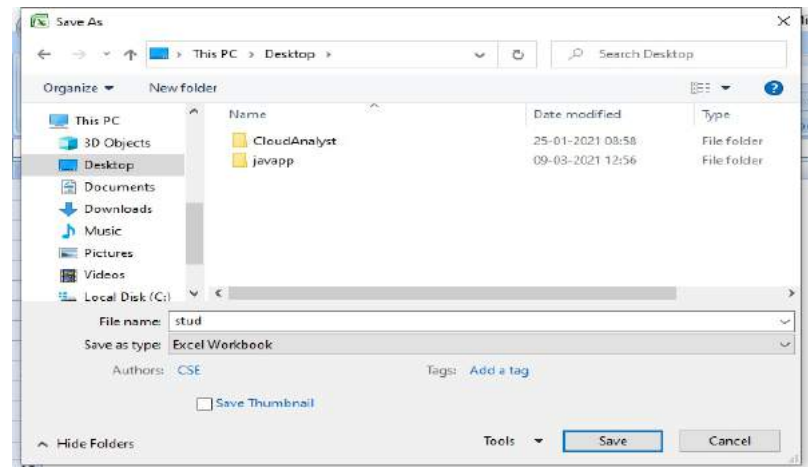 Save As
This PC > Desktop >
Search Desktop
Organize
New folder
Name
Date modified
Type
This PC
3D Objects
Desktop
Documents
Downloads
Music
Pictures
Videos
Local Disk (C:)
CloudAnalyst 25-01-2021 08:58 File folder
javapp 09-03-2021 12:56 File folder
File name: stud
Save as type: Excel Workbook
Authors: CSE
Tags: Add a tag
Save Thumbnail
Hide Folders
Tools
Save
Cancel